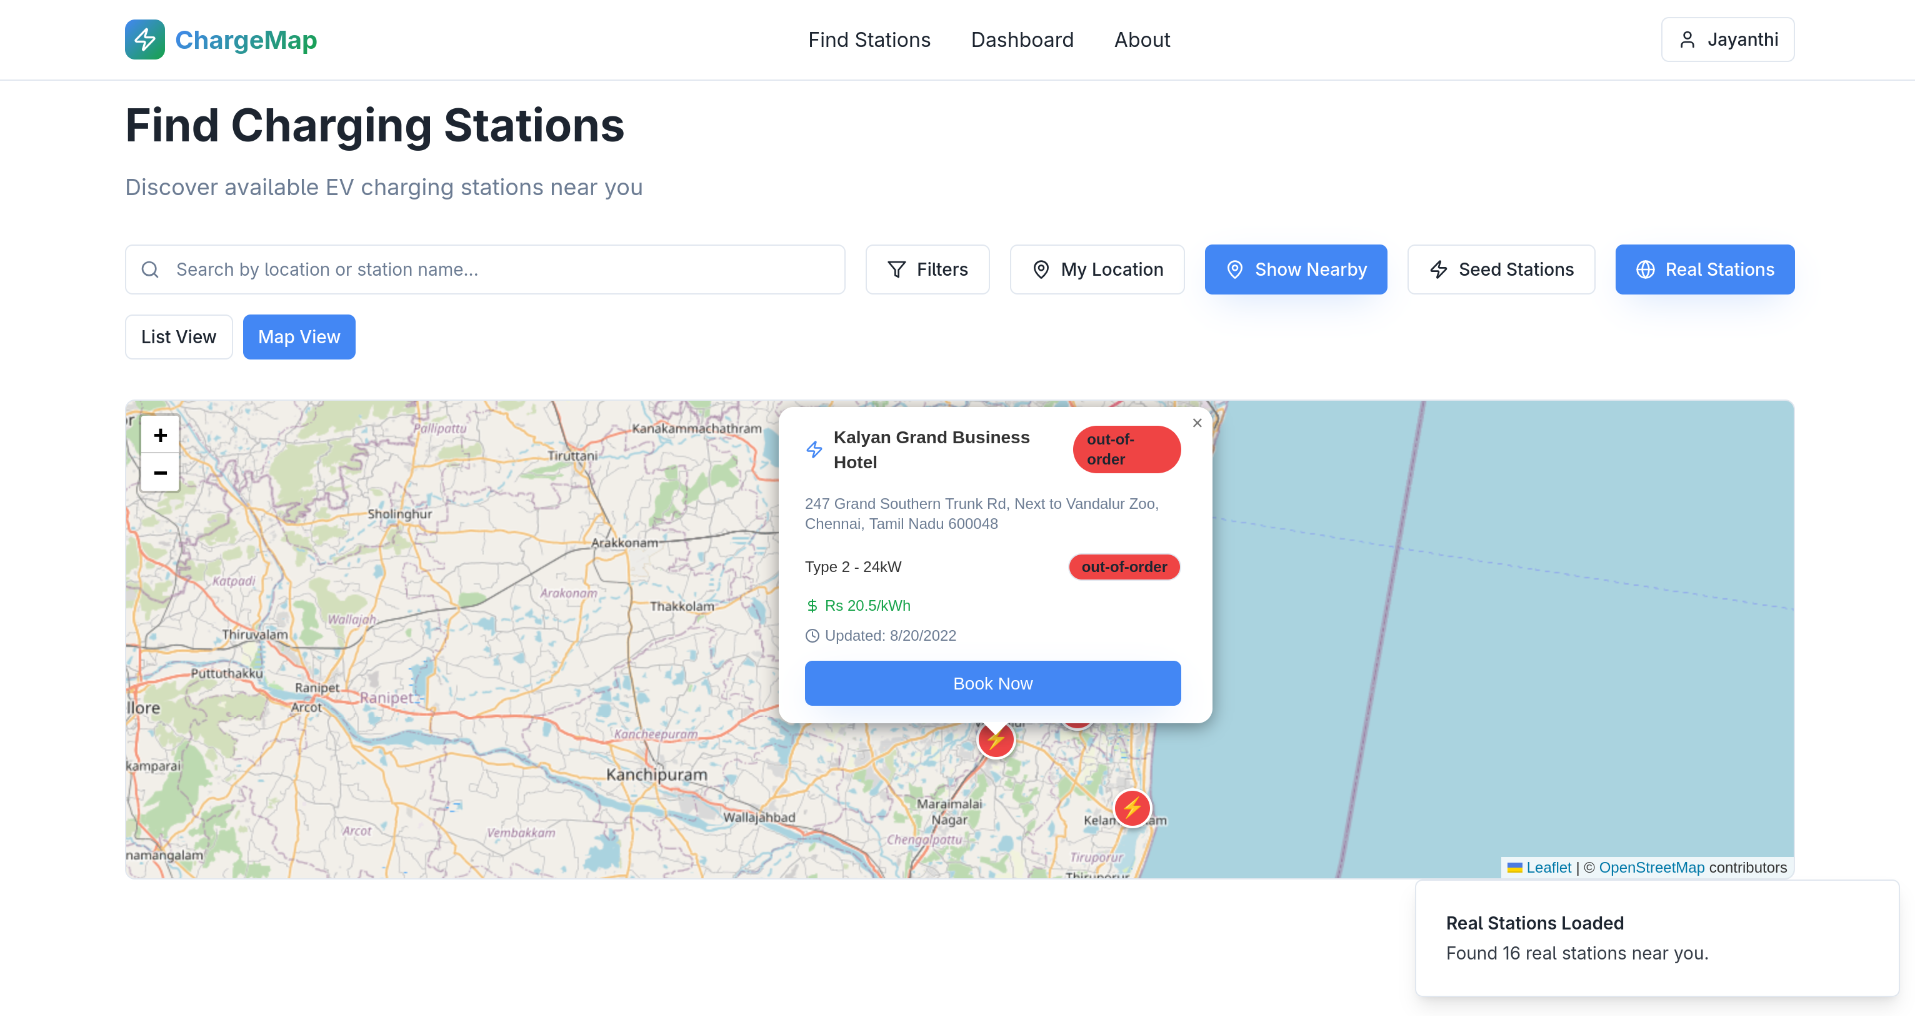 ChargeMap
Find Stations
Dashboard
About
Jayanthi
Find Charging Stations
Discover available EV charging stations near you
Search by location or station name...
Filters
My Location
Show Nearby
Seed Stations
Real Stations
List View
Map View
+
−
Pallipattu
Kanakammachathram
Tiruttani
Sholinghur
Arakkonam
Katpadi
Arakonam
Wallajah
Thakkolam
Thiruvalam
Puttuthakku
Ranipet
Ranipet
Arcot
llore
Kancheepuram
kamparai
Kanchipuram
Maraimalai
Nagar
Wallajahbad
Arcot
Vembakkam
Chengalpattu
Tiruporur
Thiruporur
namangalam
×
Kalyan Grand Business
Hotel
out-of-
order
247 Grand Southern Trunk Rd, Next to Vandalur Zoo,
Chennai, Tamil Nadu 600048
Type 2 - 24kW
out-of-order
$ Rs 20.5/kWh
Updated: 8/20/2022
Book Now
Leaflet | © OpenStreetMap contributors
Real Stations Loaded
Found 16 real stations near you.